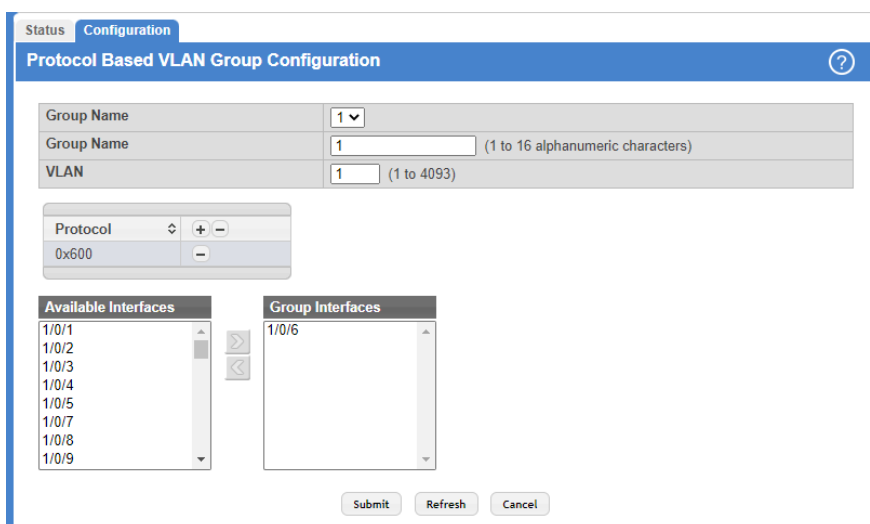 Status Configuration
Protocol Based VLAN Group Configuration ?
Group Name 1
Group Name 1 (1 to 16 alphanumeric characters)
VLAN 1 (1 to 4093)
Protocol + −
0x600 −
Available Interfaces Group Interfaces
1/0/1 1/0/6
1/0/2
1/0/3
1/0/4
1/0/5
1/0/7
1/0/8
1/0/9
Submit Refresh Cancel